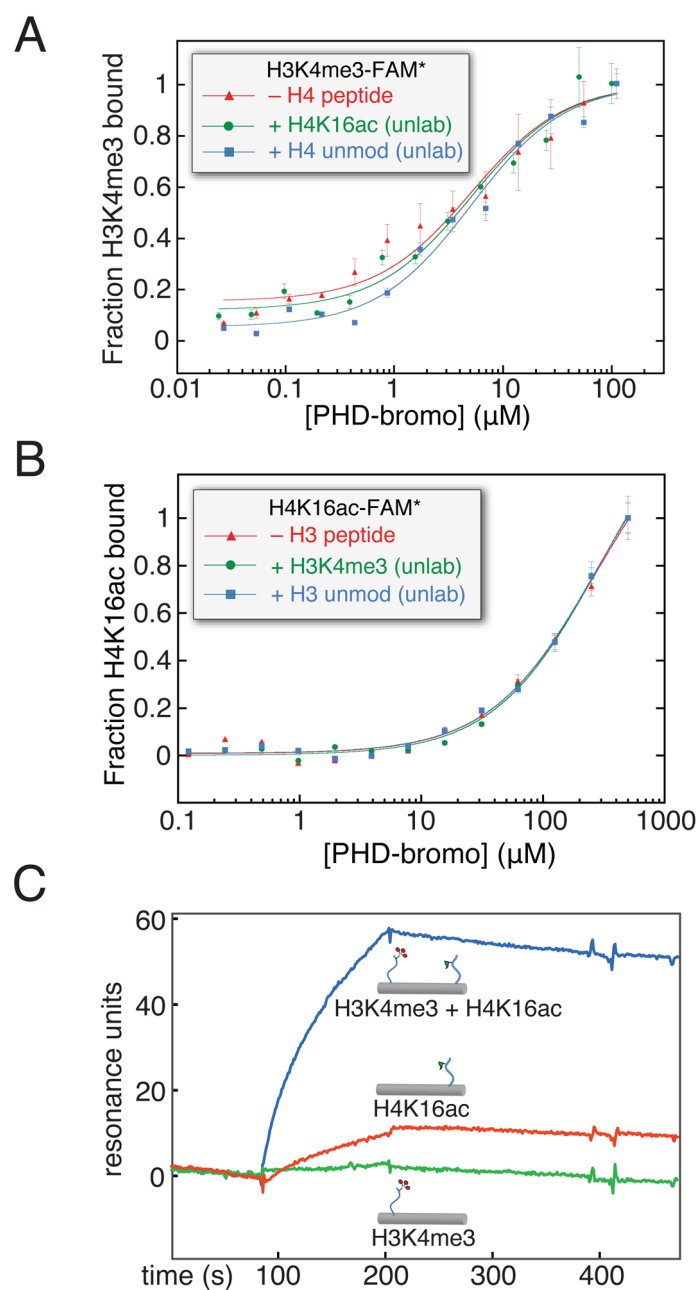 A
H3K4me3-FAM*
– H4 peptide
+ H4K16ac (unlab)
+ H4 unmod (unlab)
Fraction H3K4me3 bound
1
0.8
0.6
0.4
0.2
0
0.01 0.1 1 10 100
[PHD-bromo] (μM)
B
H4K16ac-FAM*
– H3 peptide
+ H3K4me3 (unlab)
+ H3 unmod (unlab)
Fraction H4K16ac bound
1
0.8
0.6
0.4
0.2
0
0.1 1 10 100 1000
[PHD-bromo] (μM)
C
resonance units
60
40
20
0
H3K4me3 + H4K16ac
H4K16ac
H3K4me3
time (s) 100 200 300 400